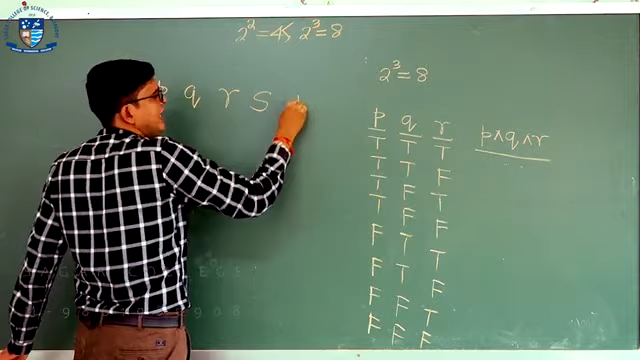 2² = 4, 2³ = 8
2³ = 8
p q r s
p q r p∧q∧r
T T T
T T F
T F T
T F F
F T T
F T F
F F T
F F F